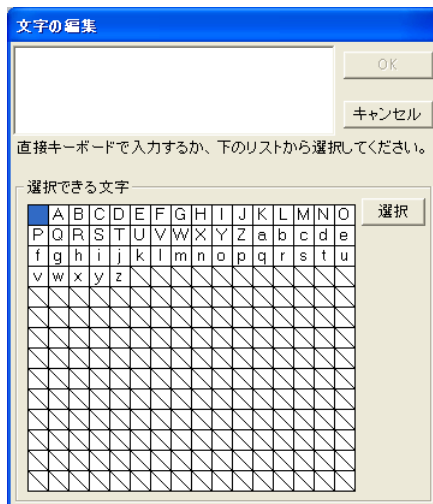 文字の編集
OK
キャンセル
直接キーボードで入力するか、下のリストから選択してください。
選択できる文字
選択
A B C D E F G H I J K L M N O
P Q R S T U V W X Y Z a b c d e
f g h i j k l m n o p q r s t u
v w x y z